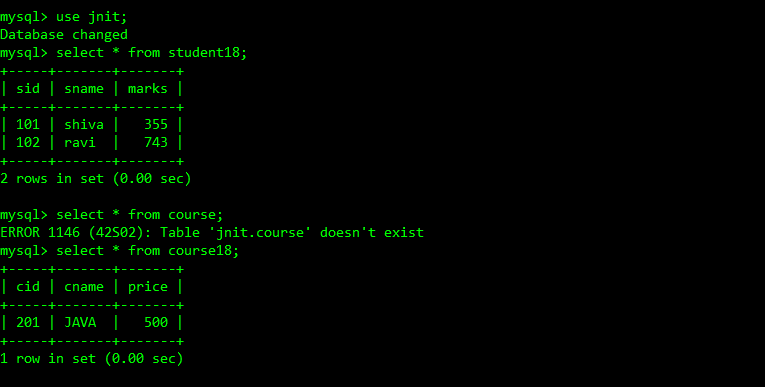 mysql> use jnit;
Database changed
mysql> select * from student18;
+-----+-------+-------+
| sid | sname | marks |
+-----+-------+-------+
| 101 | shiva |   355 |
| 102 | ravi  |   743 |
+-----+-------+-------+
2 rows in set (0.00 sec)
mysql> select * from course;
ERROR 1146 (42S02): Table 'jnit.course' doesn't exist
mysql> select * from course18;
+-----+-------+-------+
| cid | cname | price |
+-----+-------+-------+
| 201 | JAVA  |   500 |
+-----+-------+-------+
1 row in set (0.00 sec)